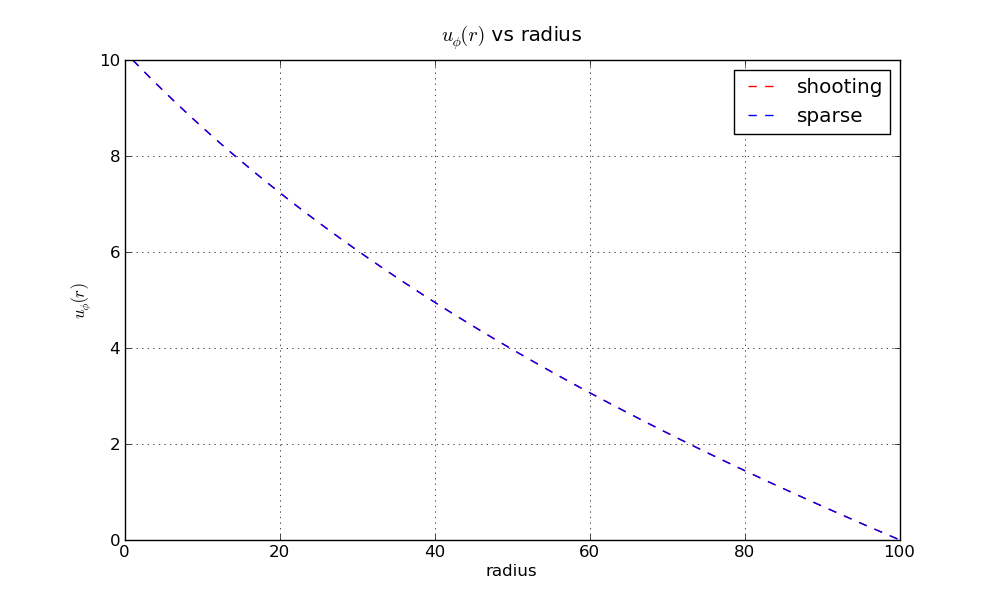 u_ϕ(r) vs radius
10
8
6
4
2
0
u_ϕ(r)
shooting
sparse
0 20 40 60 80 100
radius